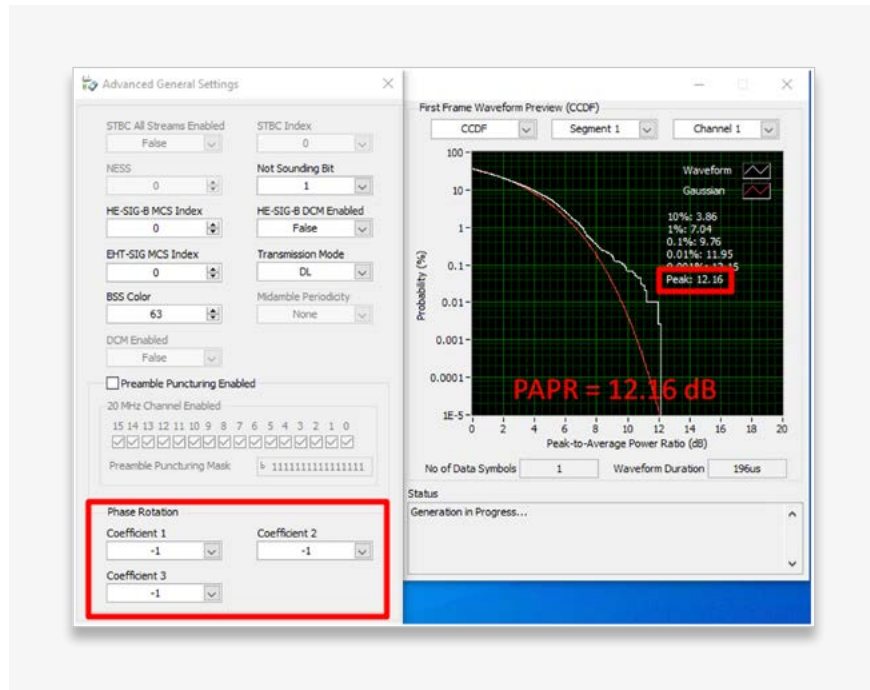 Advanced General Settings
STBC All Streams Enabled
False
STBC Index
0
NESS
0
Not Sounding Bit
1
HE-SIG-B MCS Index
0
HE-SIG-B DCM Enabled
False
EHT-SIG MCS Index
0
Transmission Mode
DL
BSS Color
63
Midamble Periodicity
None
DCM Enabled
False
Preamble Puncturing Enabled
20 MHz Channel Enabled
15 14 13 12 11 10 9 8 7 6 5 4 3 2 1 0
Preamble Puncturing Mask
b 1111111111111111
Phase Rotation
Coefficient 1
-1
Coefficient 2
-1
Coefficient 3
-1
First Frame Waveform Preview (CCDF)
CCDF
Segment 1
Channel 1
Waveform
Gaussian
10%: 3.86
1%: 7.04
0.1%: 9.76
0.01%: 11.95
Peak: 12.16
PAPR = 12.16 dB
Probability (%)
100
10
1
0.1
0.01
0.001
0.0001
1E-5
0 2 4 6 8 10 12 14 16 18 20
Peak-to-Average Power Ratio (dB)
No of Data Symbols
1
Waveform Duration
196us
Status
Generation in Progress...